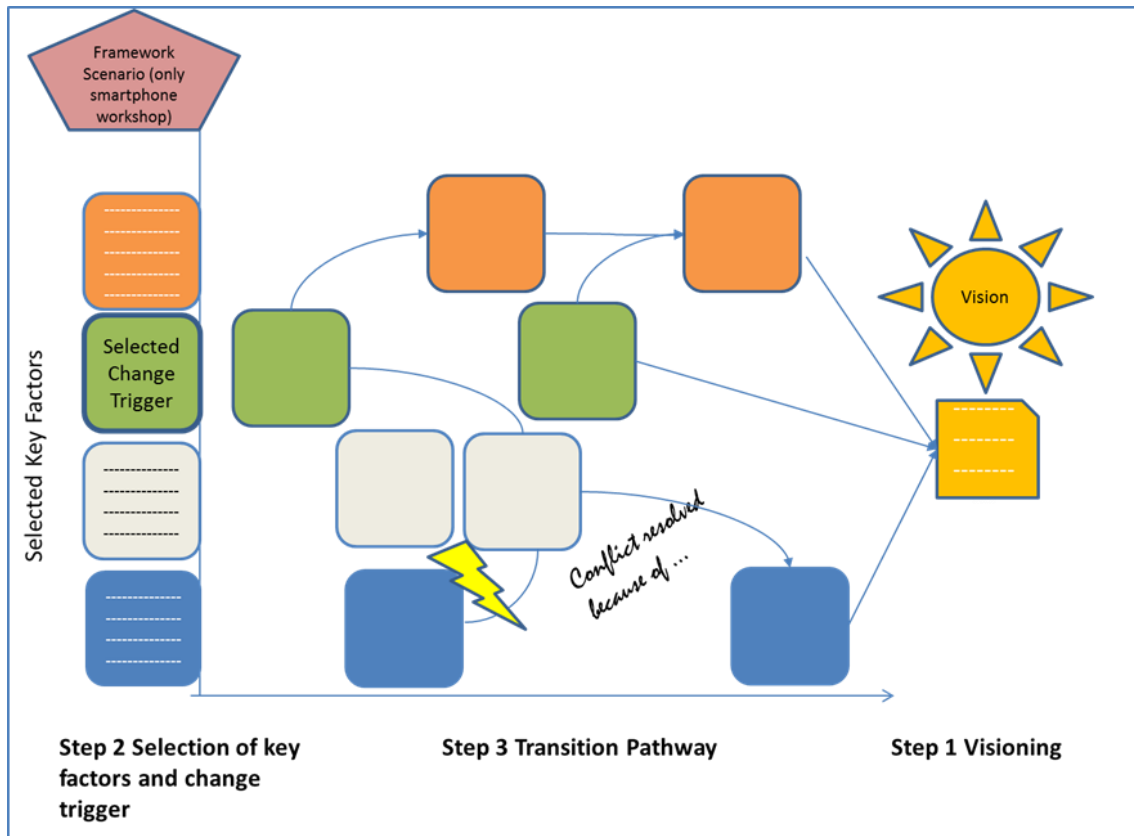 Framework
Scenario (only
smartphone
workshop)
Selected Key Factors
Selected
Change
Trigger
Conflict resolved
because of ...
Vision
Step 2 Selection of key
factors and change
trigger
Step 3 Transition Pathway
Step 1 Visioning